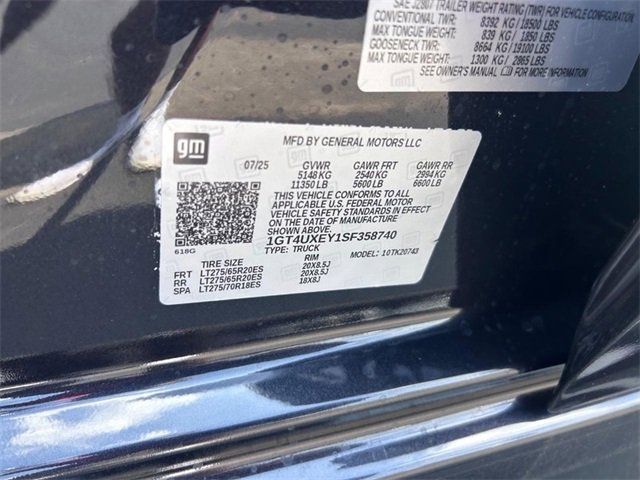 SAE J2807 TRAILER WEIGHT RATING (TWR) FOR VEHICLE CONFIGURATION
CONVENTIONAL TWR: 8392 KG / 18500 LBS
MAX TONGUE WEIGHT: 839 KG / 1850 LBS
GOOSENECK TWR: 8664 KG / 19100 LBS
MAX TONGUE WEIGHT: 1300 KG / 2865 LBS
SEE OWNER'S MANUAL FOR MORE INFORMATION
gm
MFD BY GENERAL MOTORS LLC
07/25 GVWR GAWR FRT GAWR RR
5148 KG 2540 KG 2994 KG
11350 LB 5600 LB 6600 LB
THIS VEHICLE CONFORMS TO ALL
APPLICABLE U.S. FEDERAL MOTOR
VEHICLE SAFETY STANDARDS IN EFFECT
ON THE DATE OF MANUFACTURE
SHOWN ABOVE.
1GT4UXEY1SF358740
618G
TYPE: TRUCK MODEL: 10TK20743
TIRE SIZE RIM
FRT LT275/65R20ES 20X8.5J
RR LT275/65R20ES 20X8.5J
SPA LT275/70R18ES 18X8J